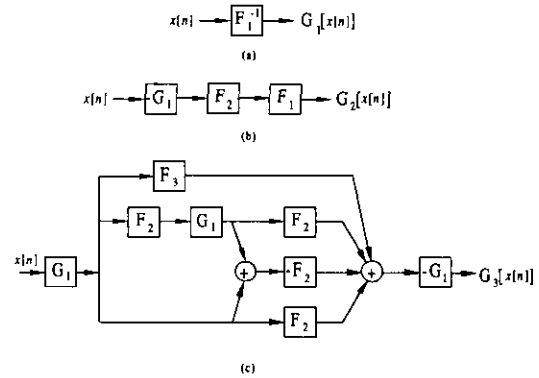 x[n] F₁⁻¹ G₁[x[n]]
(a)
x[n] -G₁ F₂ F₁ G₂[x[n]]
(b)
F₃
F₂ G₁ F₂
x[n] G₁ + -F₂ + -G₁ G₃[x[n]]
F₂
(c)